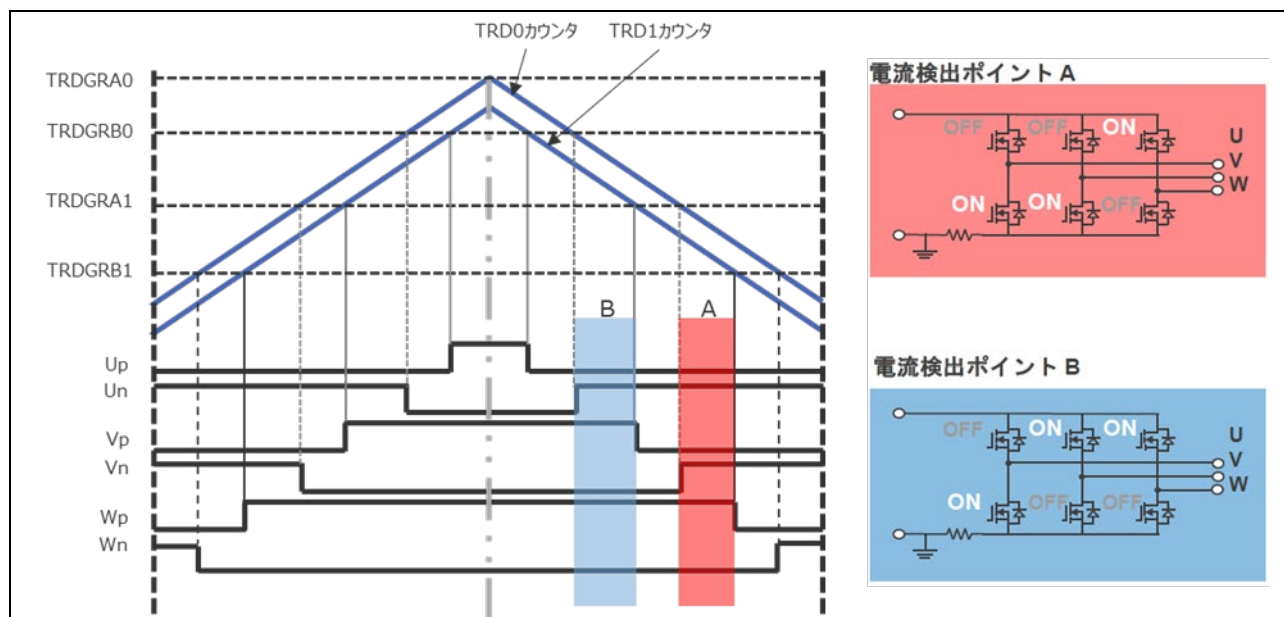 TRD0カウンタ
TRD1カウンタ
TRDGRA0
TRDGRB0
TRDGRA1
TRDGRB1
B
A
Up
Un
Vp
Vn
Wp
Wn
電流検出ポイント A
OFF OFF ON
U
V
W
ON ON OFF
電流検出ポイント B
OFF ON ON
U
V
W
ON OFF OFF